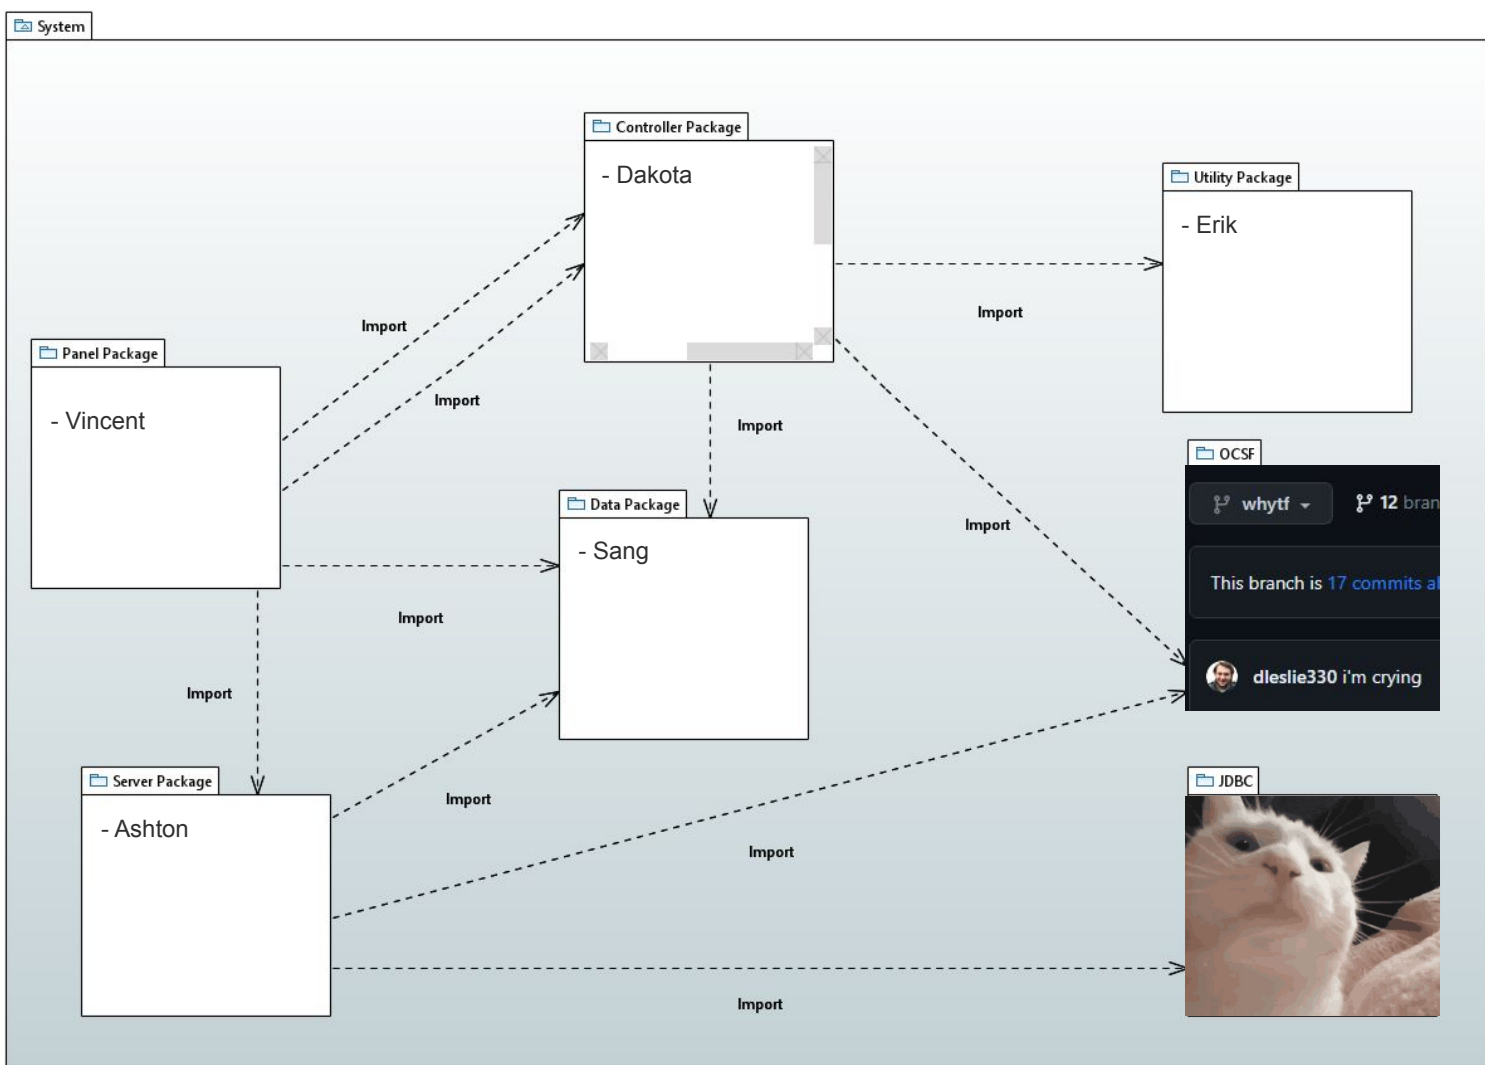 System
Controller Package
- Dakota
Utility Package
- Erik
Import
Import
Panel Package
- Vincent
Import
Import
OCSF
whytf
12 bran
This branch is 17 commits a
dleslie330 i'm crying
Data Package
- Sang
Import
Import
Import
Server Package
- Ashton
Import
Import
JDBC
Import